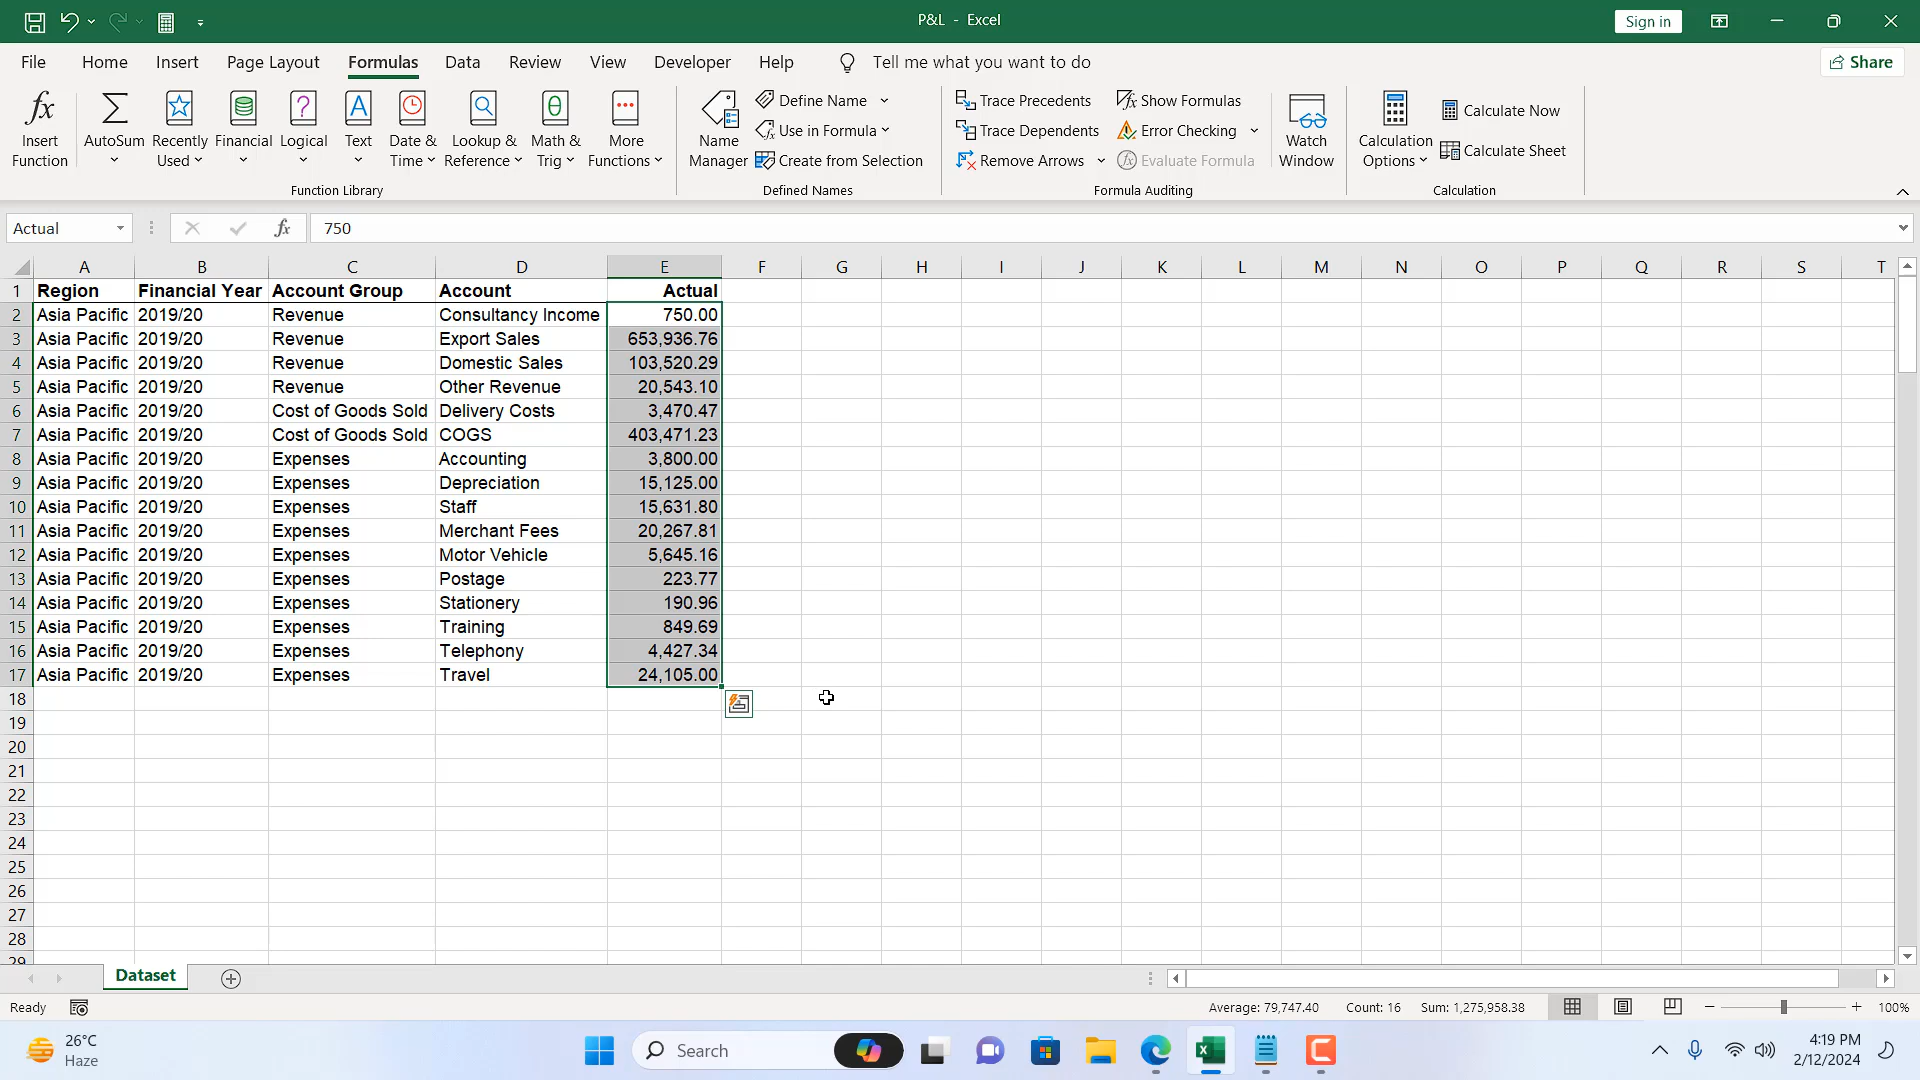 P&L - Excel
Sign in
File Home Insert Page Layout Formulas Data Review View Developer Help Tell me what you want to do Share
Insert Function
AutoSum
Recently Used
Financial
Logical
Text
Date & Time
Lookup & Reference
Math & Trig
More Functions
Function Library
Name Manager
Define Name
Use in Formula
Create from Selection
Defined Names
Trace Precedents
Trace Dependents
Remove Arrows
Show Formulas
Error Checking
Evaluate Formula
Formula Auditing
Watch Window
Calculation Options
Calculate Now
Calculate Sheet
Calculation
Actual fx 750
A B C D E F G H I J K L M N O P Q R S T
1 Region Financial Year Account Group Account Actual
2 Asia Pacific 2019/20 Revenue Consultancy Income 750.00
3 Asia Pacific 2019/20 Revenue Export Sales 653,936.76
4 Asia Pacific 2019/20 Revenue Domestic Sales 103,520.29
5 Asia Pacific 2019/20 Revenue Other Revenue 20,543.10
6 Asia Pacific 2019/20 Cost of Goods Sold Delivery Costs 3,470.47
7 Asia Pacific 2019/20 Cost of Goods Sold COGS 403,471.23
8 Asia Pacific 2019/20 Expenses Accounting 3,800.00
9 Asia Pacific 2019/20 Expenses Depreciation 15,125.00
10 Asia Pacific 2019/20 Expenses Staff 15,631.80
11 Asia Pacific 2019/20 Expenses Merchant Fees 20,267.81
12 Asia Pacific 2019/20 Expenses Motor Vehicle 5,645.16
13 Asia Pacific 2019/20 Expenses Postage 223.77
14 Asia Pacific 2019/20 Expenses Stationery 190.96
15 Asia Pacific 2019/20 Expenses Training 849.69
16 Asia Pacific 2019/20 Expenses Telephony 4,427.34
17 Asia Pacific 2019/20 Expenses Travel 24,105.00
18
19
20
21
22
23
24
25
26
27
28
29
Dataset
Ready Average: 79,747.40 Count: 16 Sum: 1,275,958.38 100%
26°C
Haze
Search
4:19 PM
2/12/2024